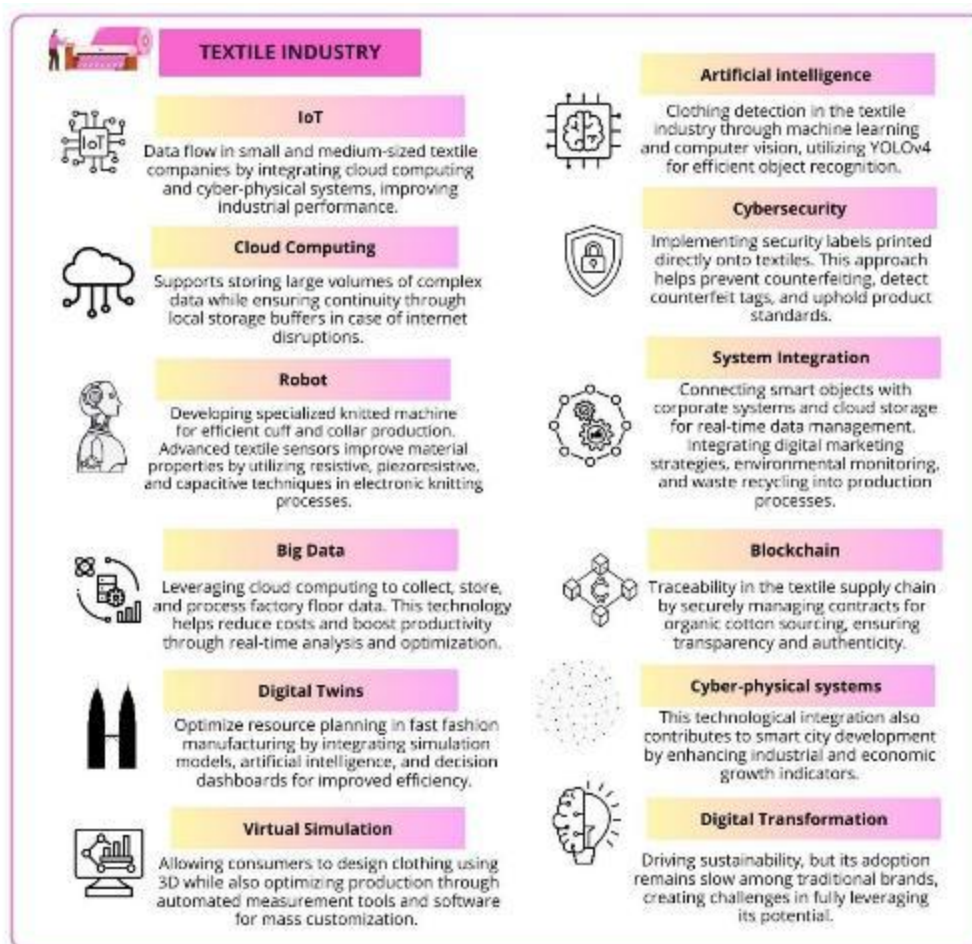 TEXTILE INDUSTRY
IoT
IoT
Data flow in small and medium-sized textile
companies by integrating cloud computing
and cyber-physical systems, improving
industrial performance.
Cloud Computing
Supports storing large volumes of complex
data while ensuring continuity through
local storage buffers in case of internet
disruptions.
Robot
Developing specialized knitted machine
for efficient cuff and collar production.
Advanced textile sensors improve material
properties by utilizing resistive, piezoresistive,
and capacitive techniques in electronic knitting
processes.
Big Data
Leveraging cloud computing to collect, store,
and process factory floor data. This technology
helps reduce costs and boost productivity
through real-time analysis and optimization.
Digital Twins
Optimize resource planning in fast fashion
manufacturing by integrating simulation
models, artificial intelligence, and decision
dashboards for improved efficiency.
Virtual Simulation
Allowing consumers to design clothing using
3D while also optimizing production through
automated measurement tools and software
for mass customization.
Artificial intelligence
Clothing detection in the textile
industry through machine learning
and computer vision, utilizing YOLOv4
for efficient object recognition.
Cybersecurity
Implementing security labels printed
directly onto textiles. This approach
helps prevent counterfeiting, detect
counterfeit tags, and uphold product
standards.
System Integration
Connecting smart objects with
corporate systems and cloud storage
for real-time data management.
Integrating digital marketing
strategies, environmental monitoring,
and waste recycling into production
processes.
Blockchain
Traceability in the textile supply chain
by securely managing contracts for
organic cotton sourcing, ensuring
transparency and authenticity.
Cyber-physical systems
This technological integration also
contributes to smart city development
by enhancing industrial and economic
growth indicators.
Digital Transformation
Driving sustainability, but its adoption
remains slow among traditional brands,
creating challenges in fully leveraging
its potential.